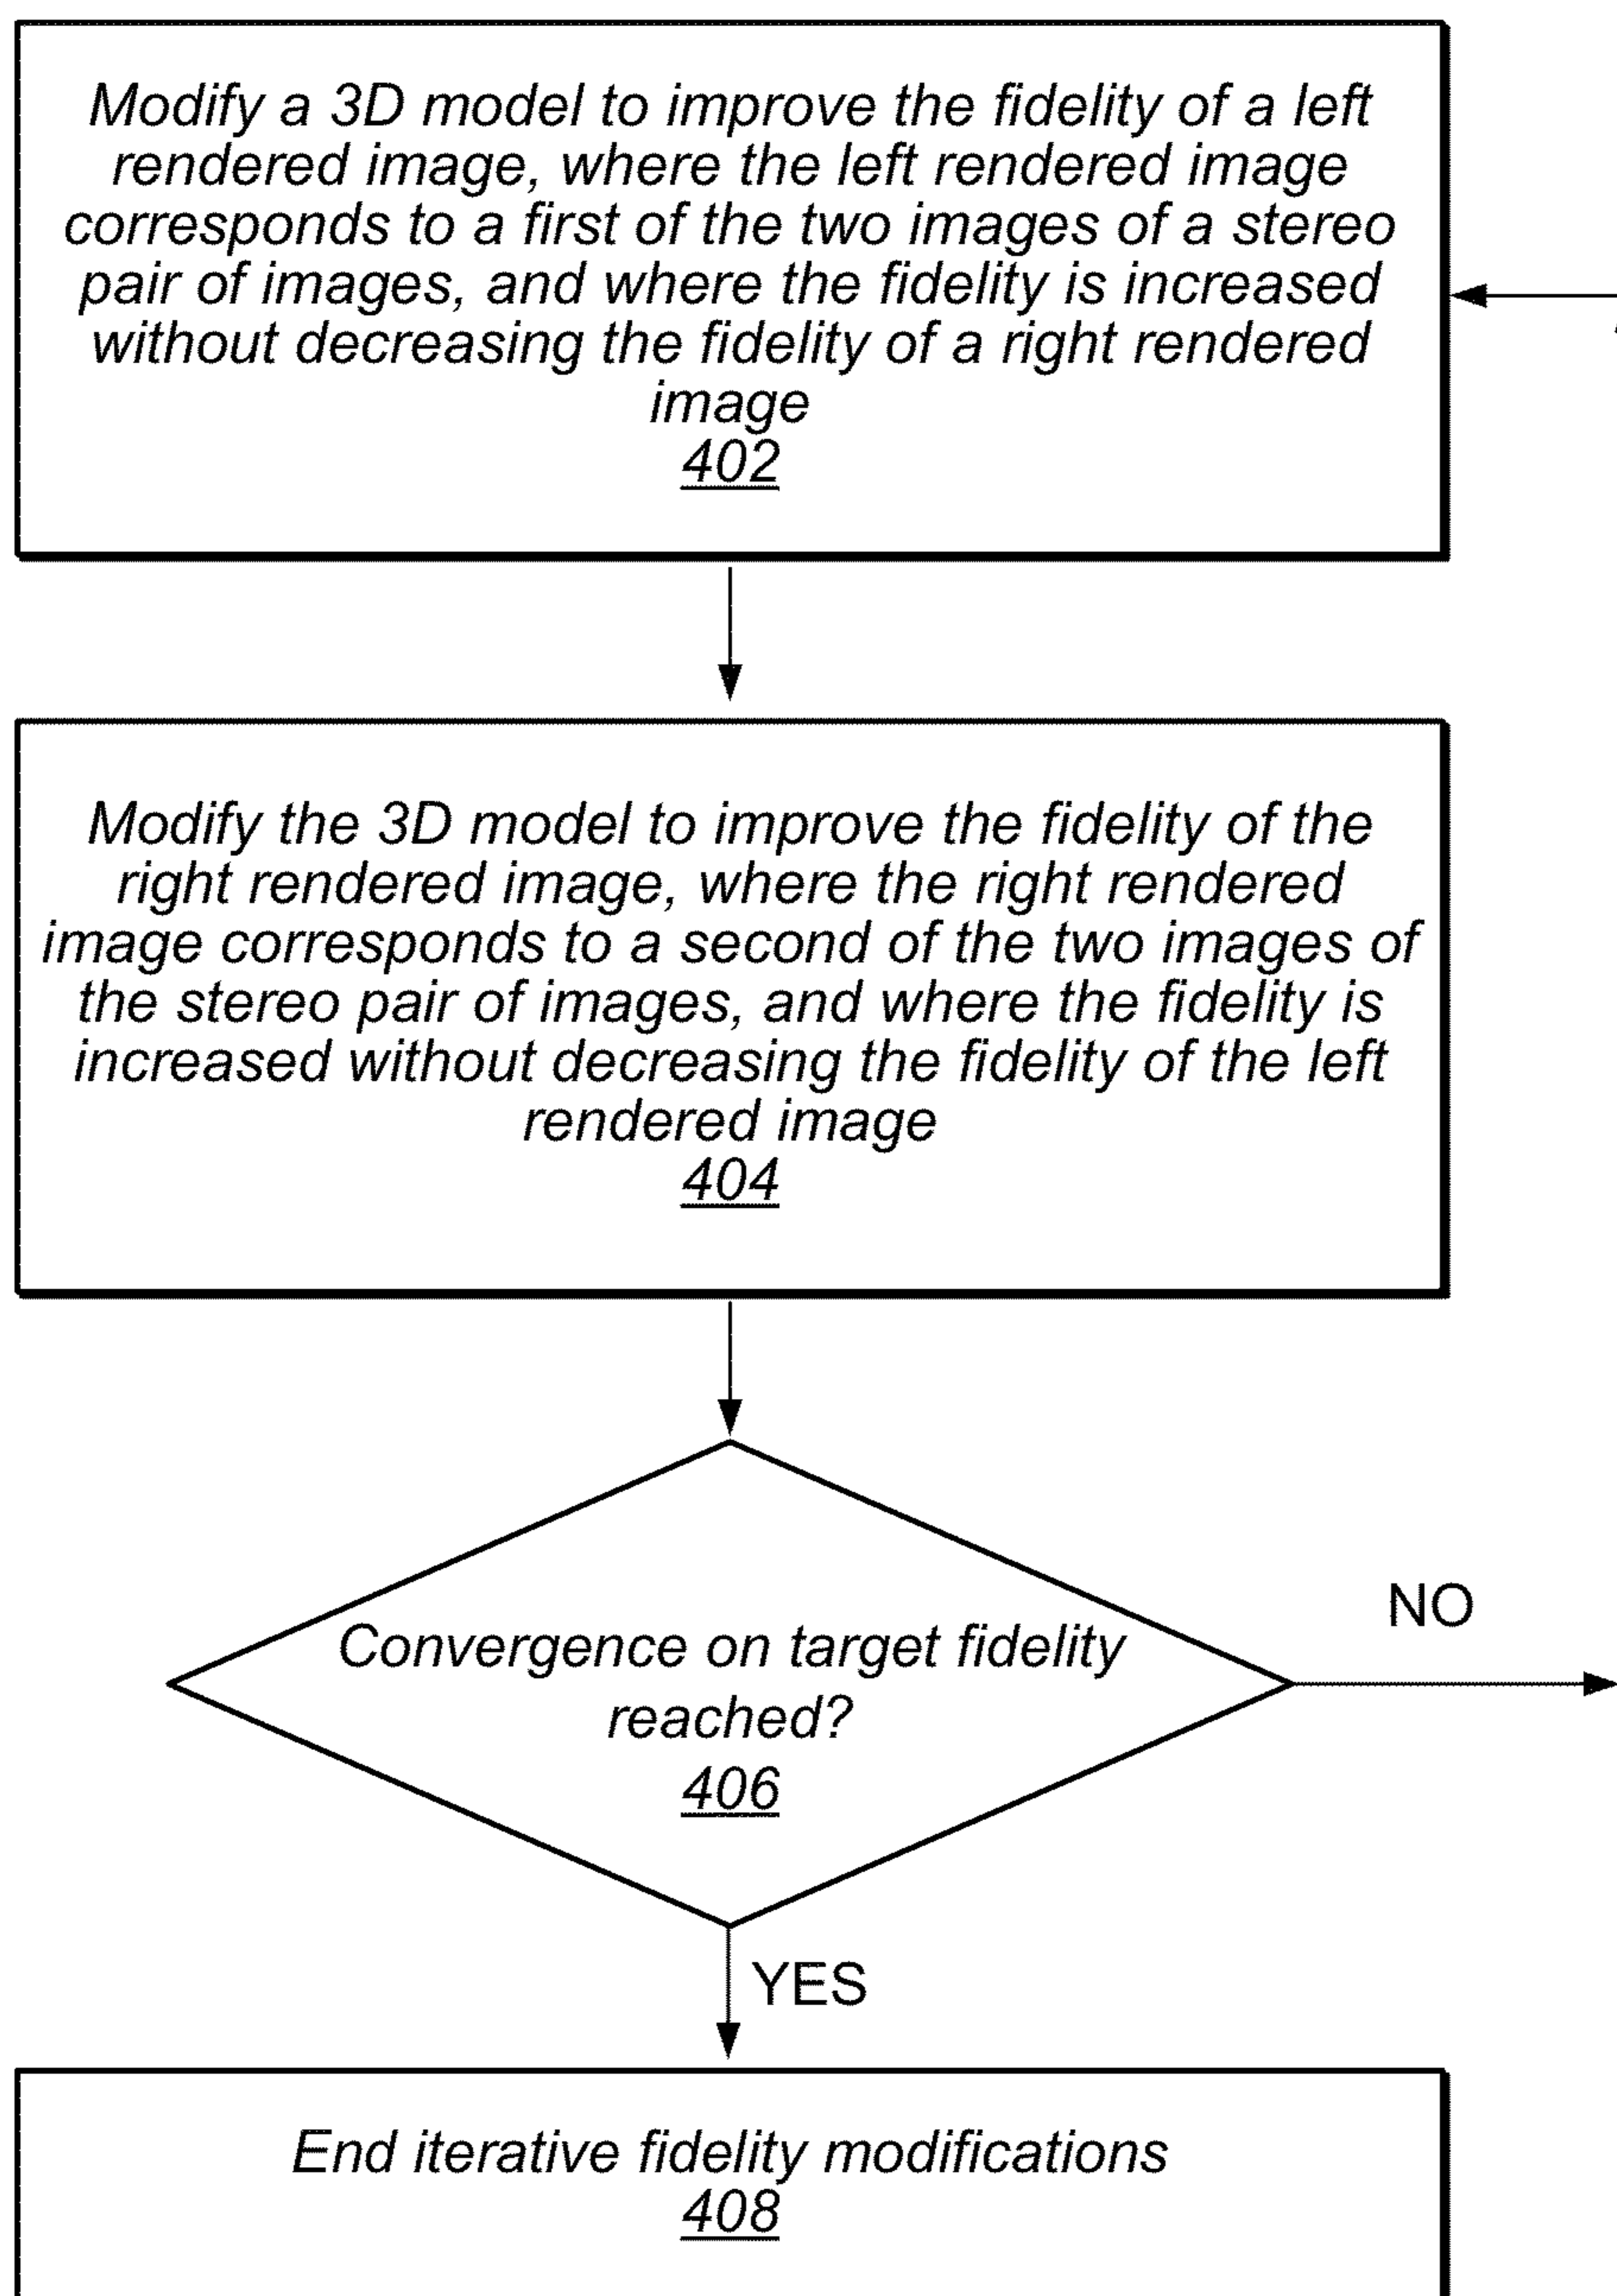 Modify a 3D model to improve the fidelity of a left
rendered image, where the left rendered image
corresponds to a first of the two images of a stereo
pair of images, and where the fidelity is increased
without decreasing the fidelity of a right rendered
image
402
Modify the 3D model to improve the fidelity of the
right rendered image, where the right rendered
image corresponds to a second of the two images of
the stereo pair of images, and where the fidelity is
increased without decreasing the fidelity of the left
rendered image
404
Convergence on target fidelity
reached?
406
NO
YES
End iterative fidelity modifications
408